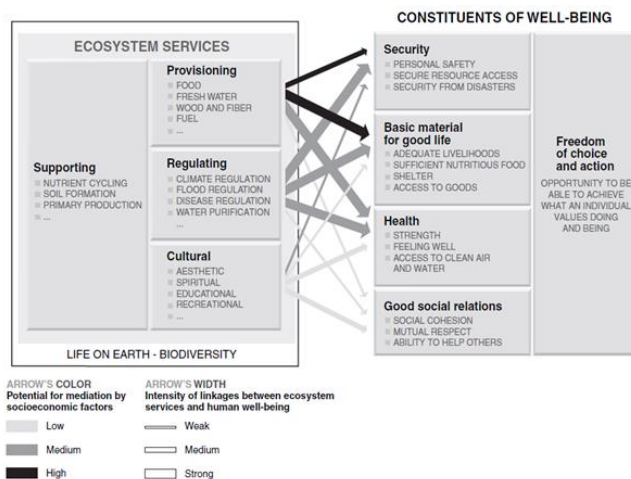 CONSTITUENTS OF WELL-BEING
ECOSYSTEM SERVICES
Supporting
NUTRIENT CYCLING
SOIL FORMATION
PRIMARY PRODUCTION
...
Provisioning
FOOD
FRESH WATER
WOOD AND FIBER
FUEL
...
Regulating
CLIMATE REGULATION
FLOOD REGULATION
DISEASE REGULATION
WATER PURIFICATION
...
Cultural
AESTHETIC
SPIRITUAL
EDUCATIONAL
RECREATIONAL
...
LIFE ON EARTH - BIODIVERSITY
Security
PERSONAL SAFETY
SECURE RESOURCE ACCESS
SECURITY FROM DISASTERS
Basic material
for good life
ADEQUATE LIVELIHOODS
SUFFICIENT NUTRITIOUS FOOD
SHELTER
ACCESS TO GOODS
Health
STRENGTH
FEELING WELL
ACCESS TO CLEAN AIR
AND WATER
Good social relations
SOCIAL COHESION
MUTUAL RESPECT
ABILITY TO HELP OTHERS
Freedom
of choice
and action
OPPORTUNITY TO BE
ABLE TO ACHIEVE
WHAT AN INDIVIDUAL
VALUES DOING
AND BEING
ARROW'S COLOR
Potential for mediation by
socioeconomic factors
Low
Medium
High
ARROW'S WIDTH
Intensity of linkages between ecosystem
services and human well-being
Weak
Medium
Strong